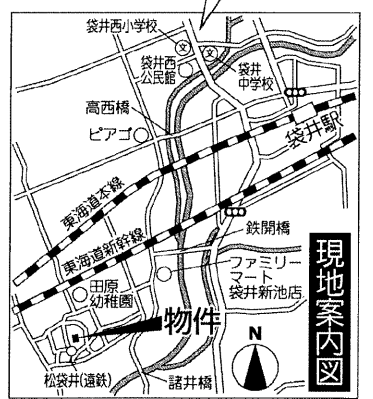 袋井西小学校
文
文
袋井西
公民館
袋井
中学校
高西橋
ピアゴ
袋井駅
東海道本線
東海道新幹線
鉄開橋
ファミリー
マート
袋井新池店
田原
幼稚園
物件
松袋井(遠鉄)
諸井橋
N
現地案内図